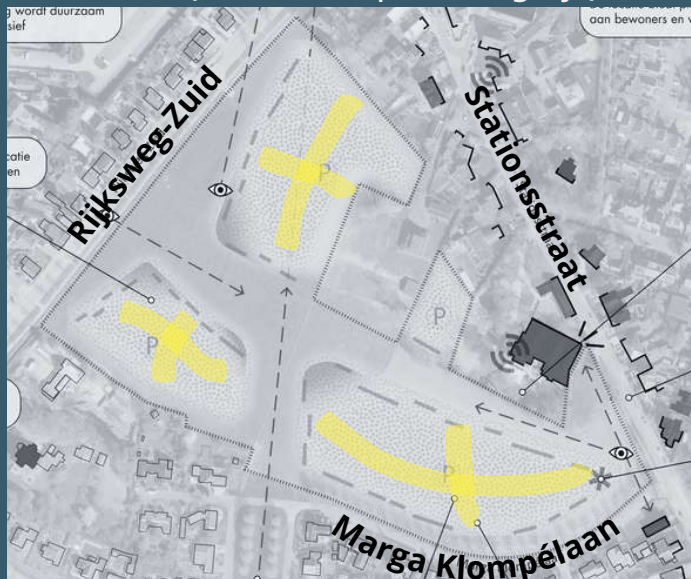 g wordt duurzaam
sief
aan bewoners en v
Rijksweg-Zuid
Stationsstraat
catie
en
P
P
P
P
Marga Klompélaan